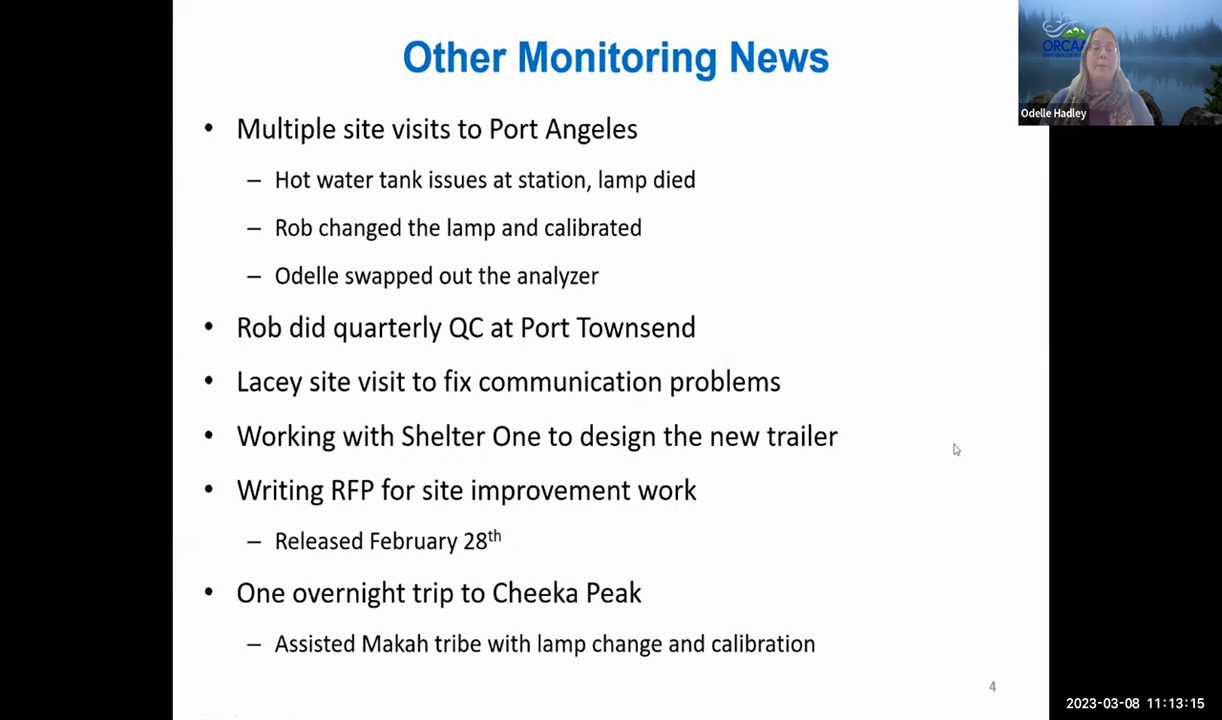 Other Monitoring News
• Multiple site visits to Port Angeles
– Hot water tank issues at station, lamp died
– Rob changed the lamp and calibrated
– Odelle swapped out the analyzer
• Rob did quarterly QC at Port Townsend
• Lacey site visit to fix communication problems
• Working with Shelter One to design the new trailer
• Writing RFP for site improvement work
– Released February 28th
• One overnight trip to Cheeka Peak
– Assisted Makah tribe with lamp change and calibration
4
ORCAA
Odelle Hadley
2023-03-08 11:13:15